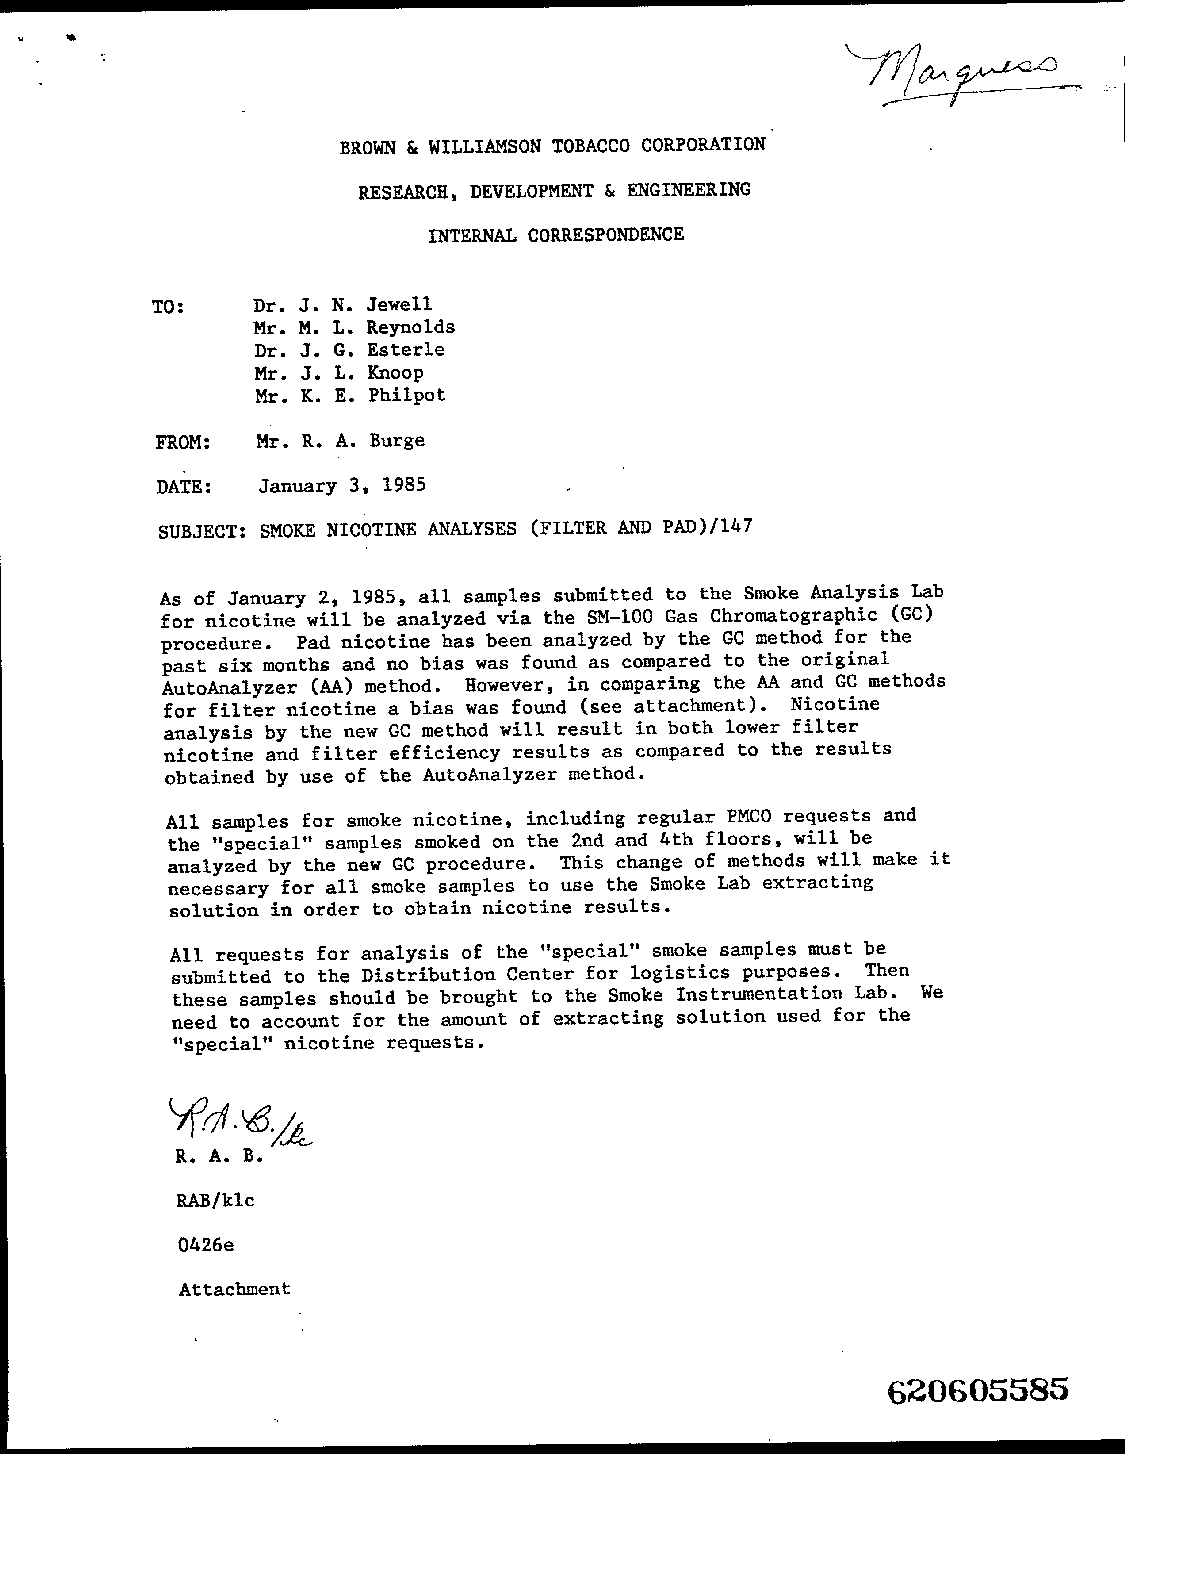 Marquess
BROWN & WILLIAMSON TOBACCO CORPORATION
RESEARCH, DEVELOPMENT & ENGINEERING
INTERNAL CORRESPONDENCE
TO: Dr. J. N. Jewell
Mr. M. L. Reynolds
Dr. J. G. Esterle
Mr. J. L. Knoop
Mr. K. E. Philpot
FROM: Mr. R. A. Burge
DATE: January 3, 1985
SUBJECT: SMOKE NICOTINE ANALYSES (FILTER AND PAD)/147
As of January 2, 1985, all samples submitted to the Smoke Analysis Lab
for nicotine will be analyzed via the SM-100 Gas Chromatographic (GC)
procedure. Pad nicotine has been analyzed by the GC method for the
past six months and no bias was found as compared to the original
AutoAnalyzer (AA) method. However, in comparing the AA and GC methods
for filter nicotine a bias was found (see attachment). Nicotine
analysis by the new GC method will result in both lower filter
nicotine and filter efficiency results as compared to the results
obtained by use of the AutoAnalyzer method.
All samples for smoke nicotine, including regular PMCO requests and
the "special" samples smoked on the 2nd and 4th floors, will be
analyzed by the new GC procedure. This change of methods will make it
necessary for all smoke samples to use the Smoke Lab extracting
solution in order to obtain nicotine results.
All requests for analysis of the "special" smoke samples must be
submitted to the Distribution Center for logistics purposes. Then
these samples should be brought to the Smoke Instrumentation Lab. We
need to account for the amount of extracting solution used for the
"special" nicotine requests.
R.A.B./klc
R. A. B.
RAB/klc
0426e
Attachment
620605585